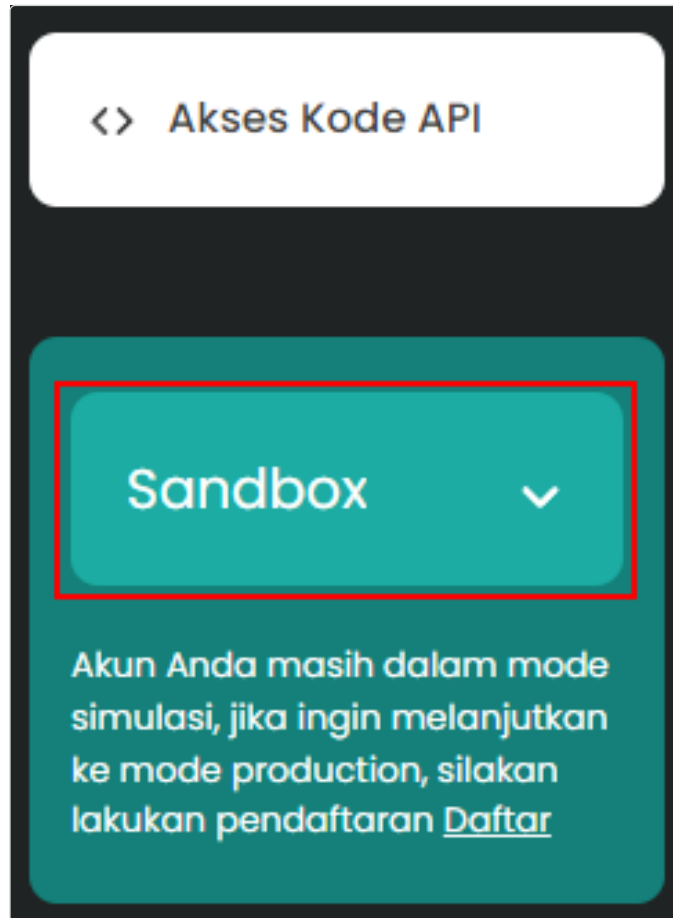 <> Akses Kode API
Sandbox
Akun Anda masih dalam mode
simulasi, jika ingin melanjutkan
ke mode production, silakan
lakukan pendaftaran Daftar